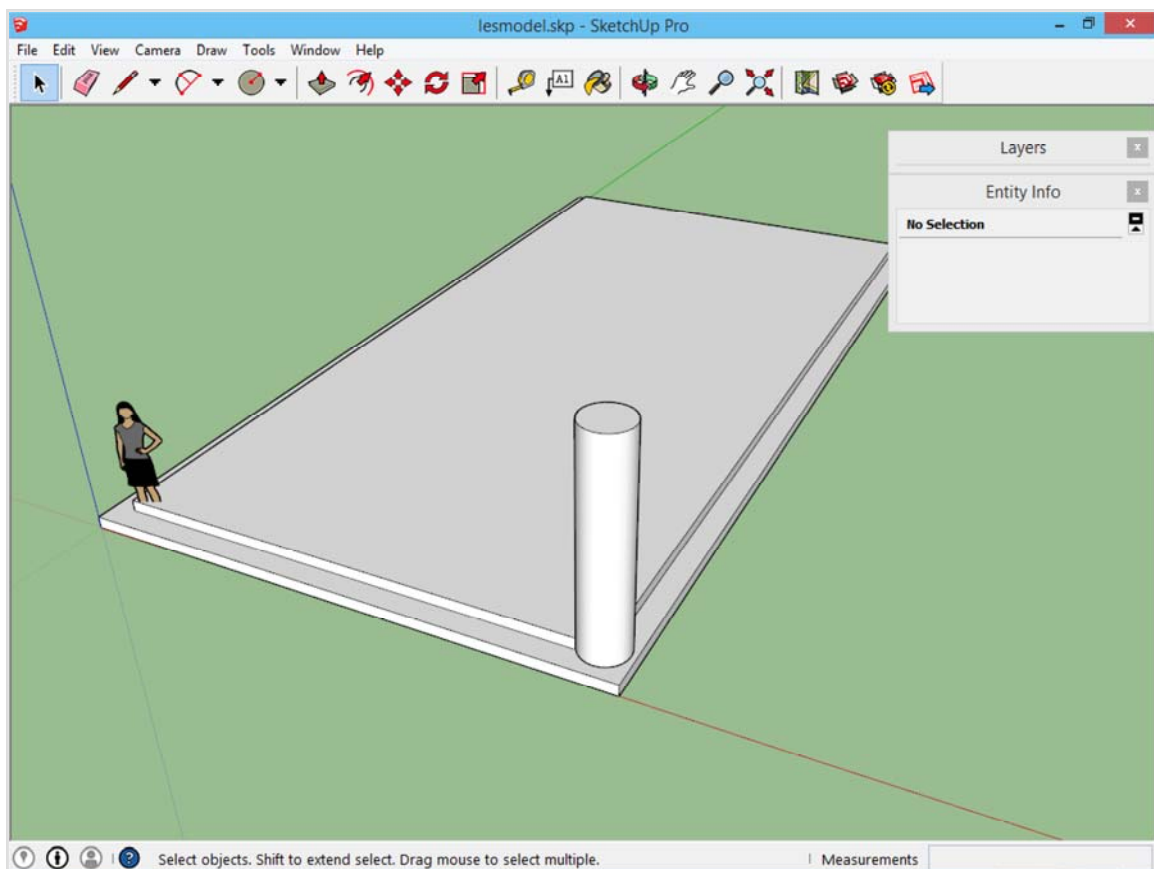 lesmodel.skp - SketchUp Pro
File Edit View Camera Draw Tools Window Help
A1
Layers
Entity Info
No Selection
Select objects. Shift to extend select. Drag mouse to select multiple.
Measurements